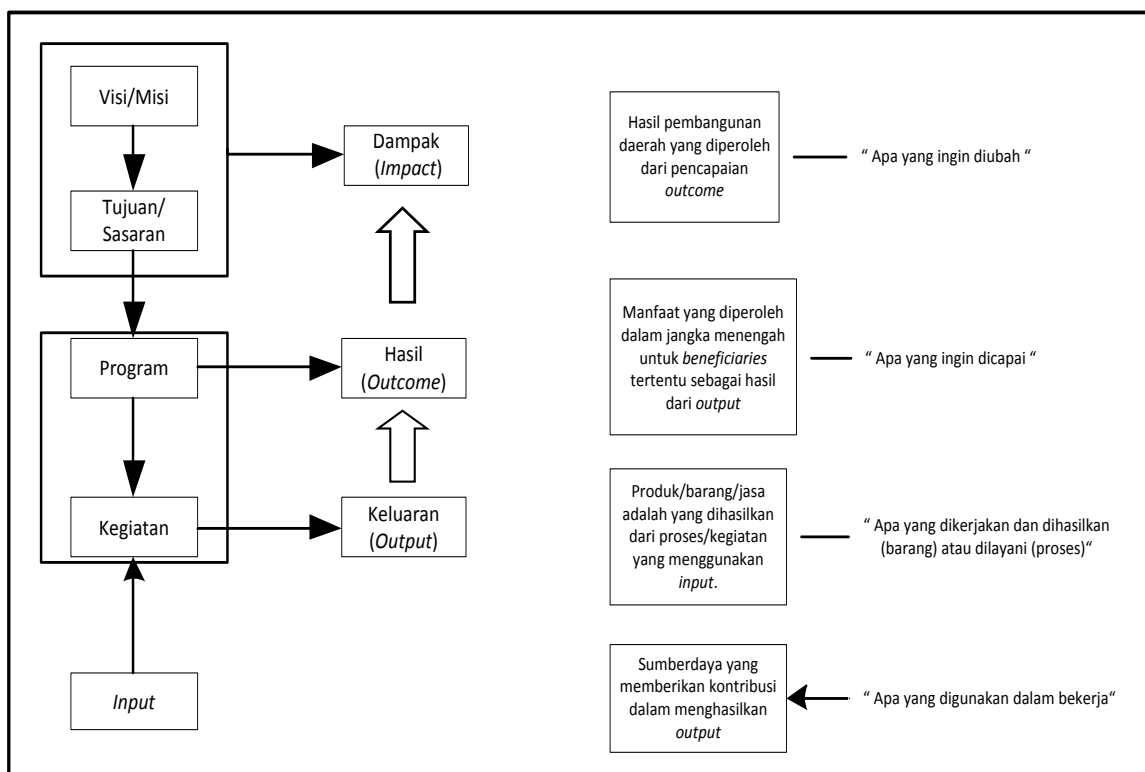 Visi/Misi
Tujuan/
Sasaran
Program
Kegiatan
Input
Dampak
(Impact)
Hasil
(Outcome)
Keluaran
(Output)
Hasil pembangunan
daerah yang diperoleh
dari pencapaian
outcome
“ Apa yang ingin diubah “
Manfaat yang diperoleh
dalam jangka menengah
untuk beneficiaries
tertentu sebagai hasil
dari output
“ Apa yang ingin dicapai “
Produk/barang/jasa
adalah yang dihasilkan
dari proses/kegiatan
yang menggunakan
input.
“ Apa yang dikerjakan dan dihasilkan
(barang) atau dilayani (proses)“
Sumberdaya yang
memberikan kontribusi
dalam menghasilkan
output
“ Apa yang digunakan dalam bekerja“